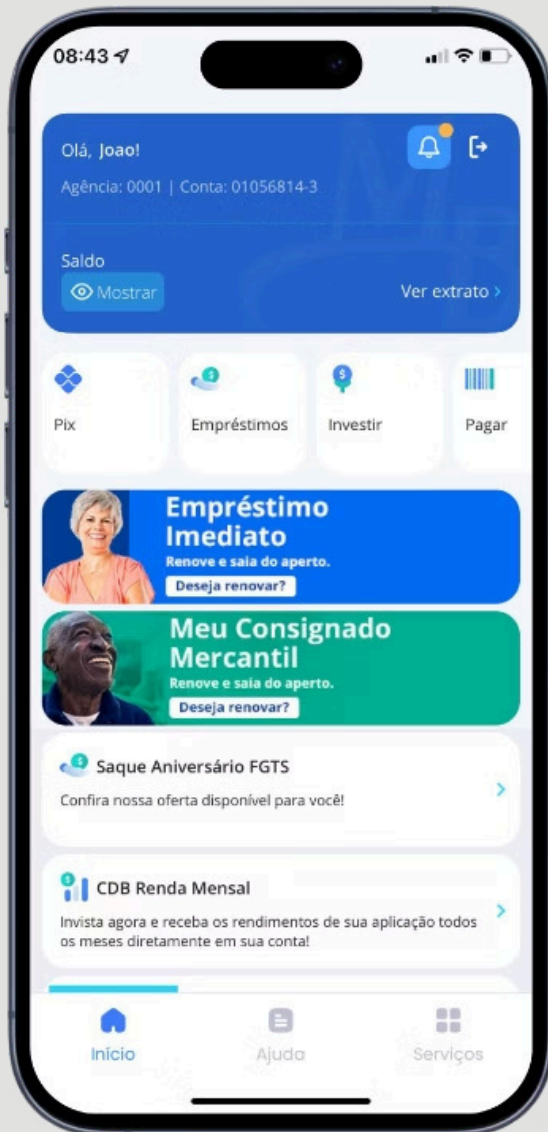 08:43
Olá, Joao!
Agência: 0001 | Conta: 01056814-3
Saldo
Mostrar
Ver extrato >
Pix
Empréstimos
Investir
Pagar
Empréstimo
Imediato
Renove e saia do aperto.
Deseja renovar?
Meu Consignado
Mercantil
Renove e saia do aperto.
Deseja renovar?
Saque Aniversário FGTS
Confira nossa oferta disponível para você!
CDB Renda Mensal
Invista agora e receba os rendimentos de sua aplicação todos
os meses diretamente em sua conta!
Início
Ajuda
Serviços